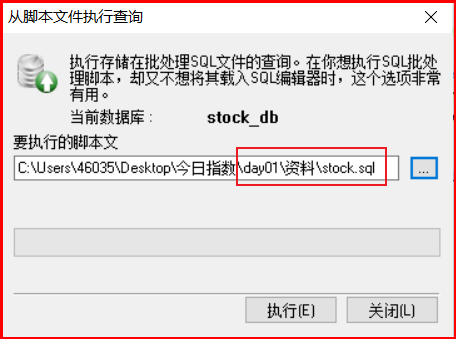 从脚本文件执行查询
执行存储在批处理SQL文件的查询。在你想执行SQL批处
理脚本，却又不想将其载入SQL编辑器时，这个选项非常
有用。
当前数据库： stock_db
要执行的脚本文
C:\Users\46035\Desktop\今日指数\day01\资料\stock.sql ...
执行(E) 关闭(L)